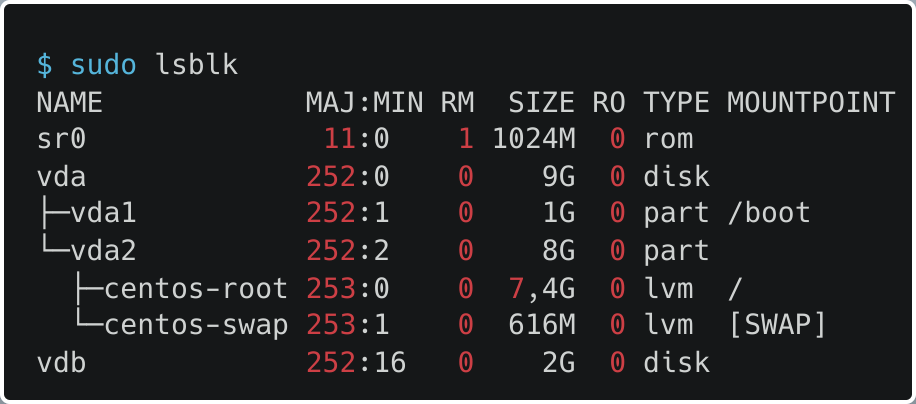 $ sudo lsblk
NAME            MAJ:MIN RM  SIZE RO TYPE MOUNTPOINT
sr0              11:0    1 1024M  0 rom
vda             252:0    0    9G  0 disk
├─vda1          252:1    0    1G  0 part /boot
└─vda2          252:2    0    8G  0 part
  ├─centos-root 253:0    0  7,4G  0 lvm  /
  └─centos-swap 253:1    0  616M  0 lvm  [SWAP]
vdb             252:16   0    2G  0 disk